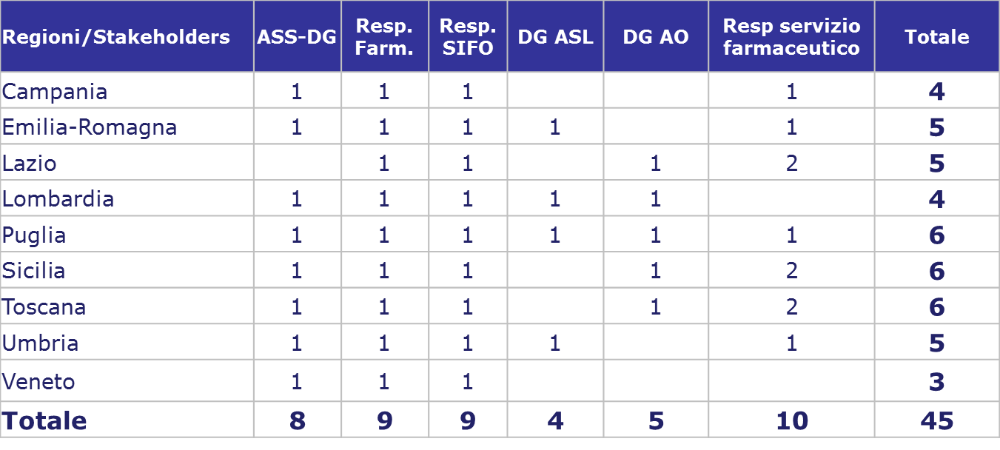 Regioni/Stakeholders ASS-DG Resp. Farm. Resp. SIFO DG ASL DG AO Resp servizio farmaceutico Totale
Campania 1 1 1 1 4
Emilia-Romagna 1 1 1 1 1 5
Lazio 1 1 1 2 5
Lombardia 1 1 1 1 1 4
Puglia 1 1 1 1 1 1 6
Sicilia 1 1 1 1 2 6
Toscana 1 1 1 1 2 6
Umbria 1 1 1 1 1 5
Veneto 1 1 1 3
Totale 8 9 9 4 5 10 45